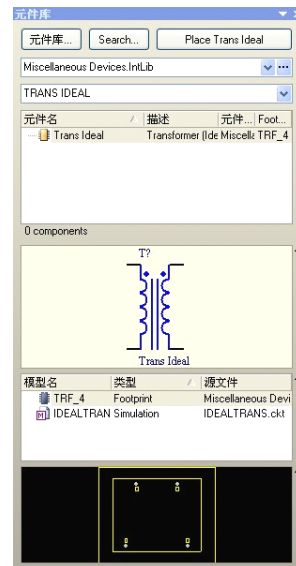 元件库
元件库... Search... Place Trans Ideal
Miscellaneous Devices.IntLib
TRANS IDEAL
元件名 描述 元件... Foot...
Trans Ideal Transformer (Ide Miscella TRF_4
0 components
T?
Trans Ideal
模型名 类型 源文件
TRF_4 Footprint Miscellaneous Devi
IDEALTRAN Simulation IDEALTRANS.ckt